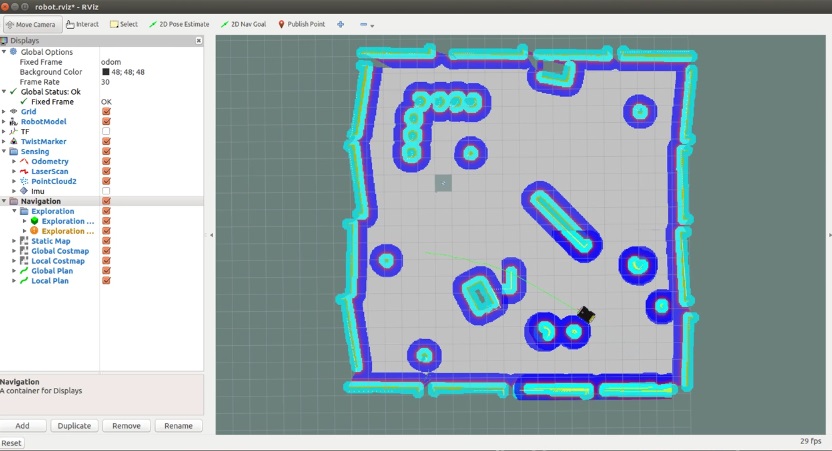 robot.rviz* - RViz
Move Camera Interact Select 2D Pose Estimate 2D Nav Goal Publish Point
Displays
Global Options
Fixed Frame odom
Background Color 48; 48; 48
Frame Rate 30
Global Status: Ok
Fixed Frame OK
Grid
RobotModel
TF
TwistMarker
Sensing
Odometry
LaserScan
PointCloud2
Imu
Navigation
Exploration
Exploration ...
Exploration ...
Static Map
Global Costmap
Local Costmap
Global Plan
Local Plan
Navigation
A container for Displays
Add Duplicate Remove Rename
Reset
29 fps